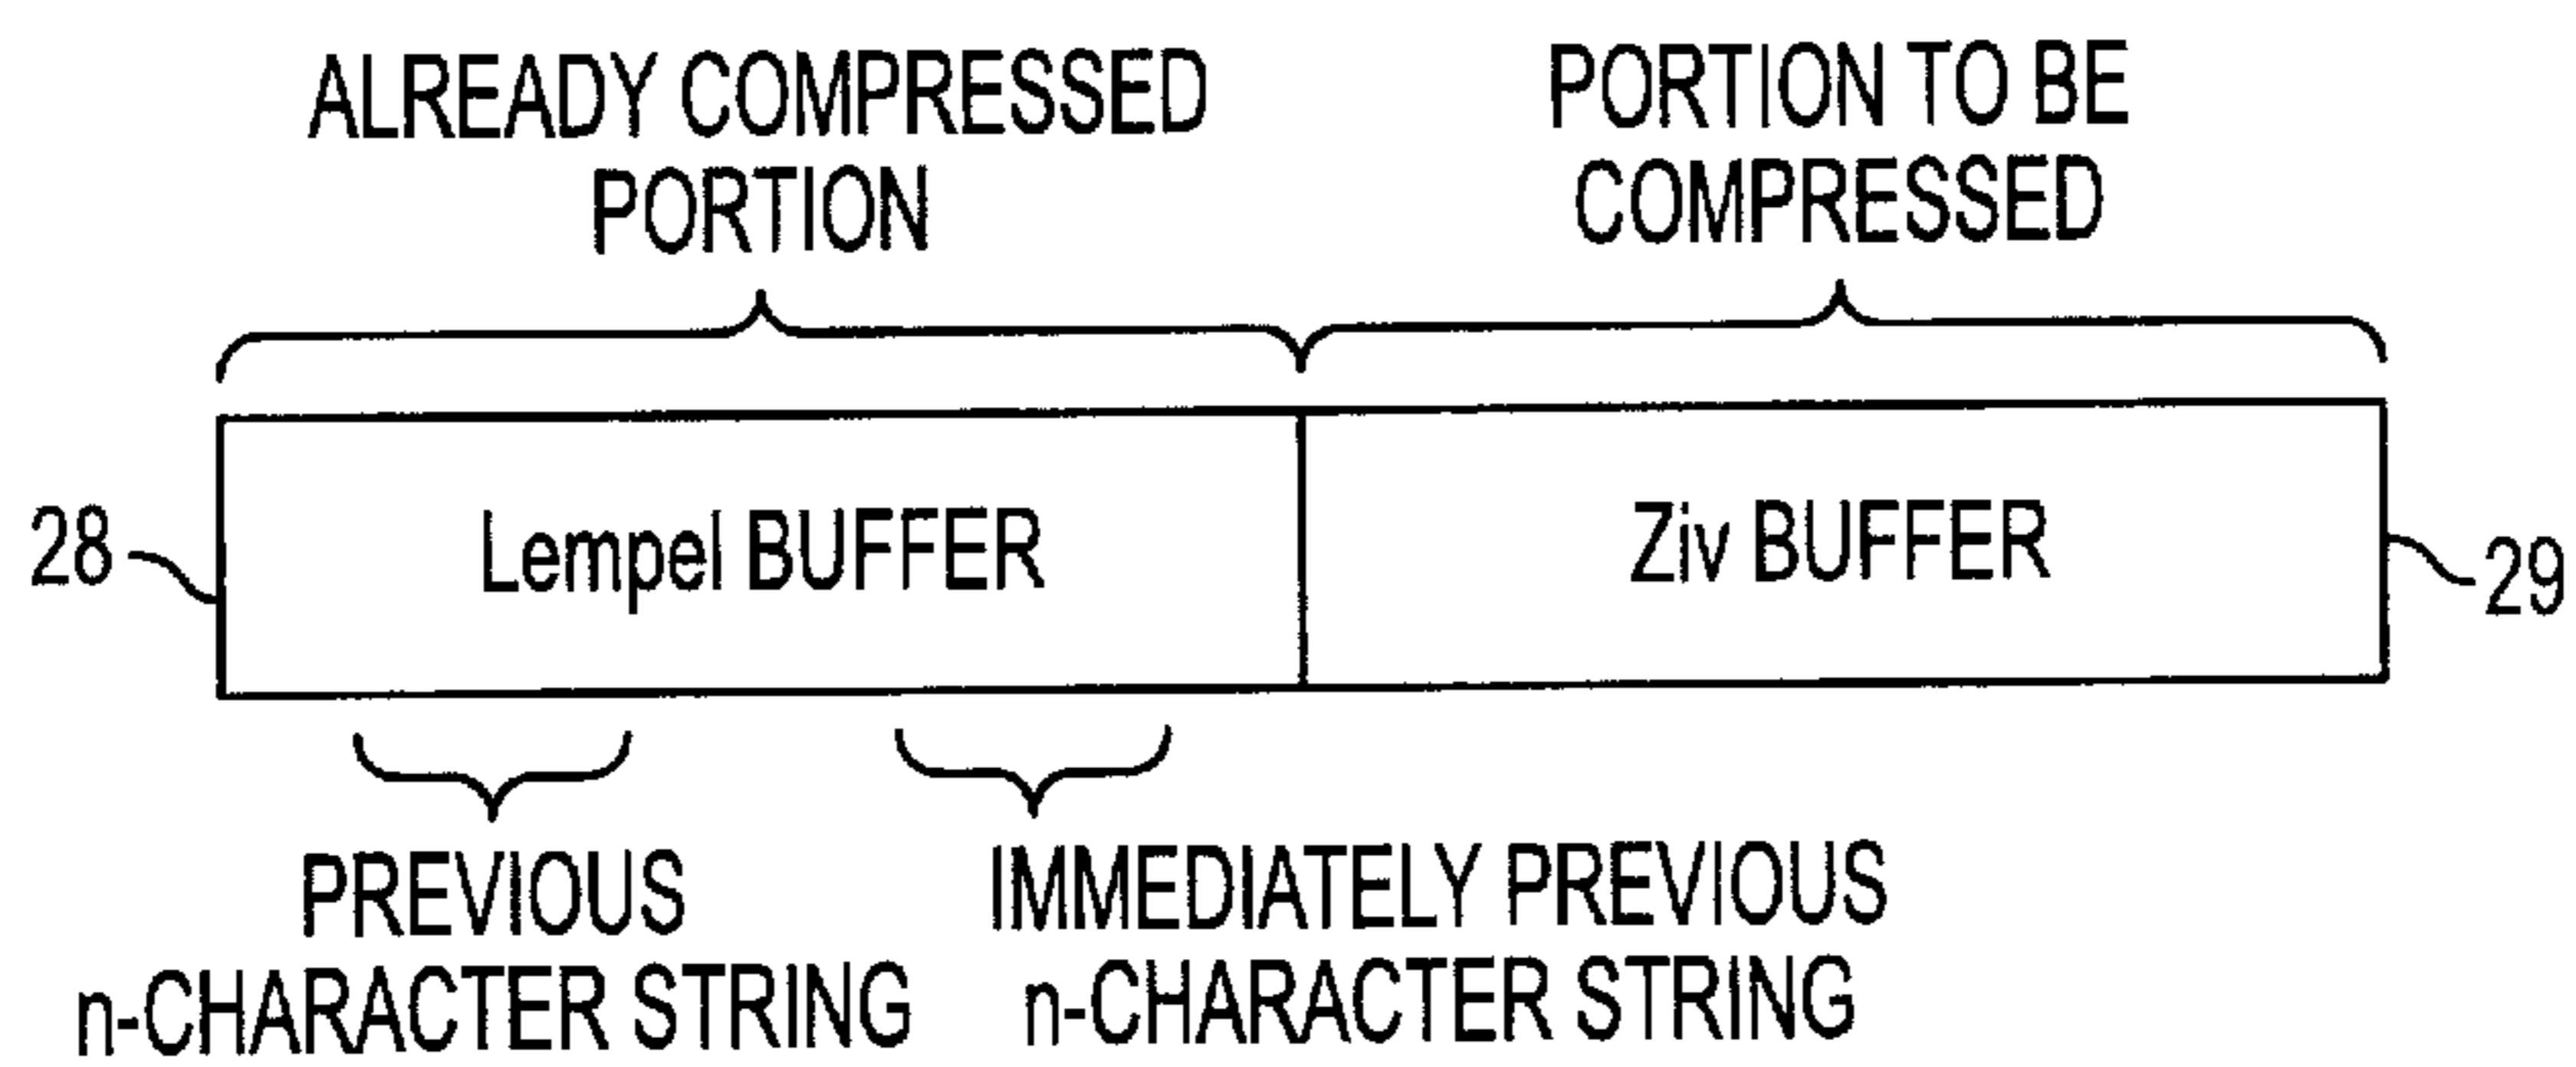 ALREADY COMPRESSED
PORTION
PORTION TO BE
COMPRESSED
28
Lempel BUFFER
Ziv BUFFER
29
PREVIOUS
n-CHARACTER STRING
IMMEDIATELY PREVIOUS
n-CHARACTER STRING